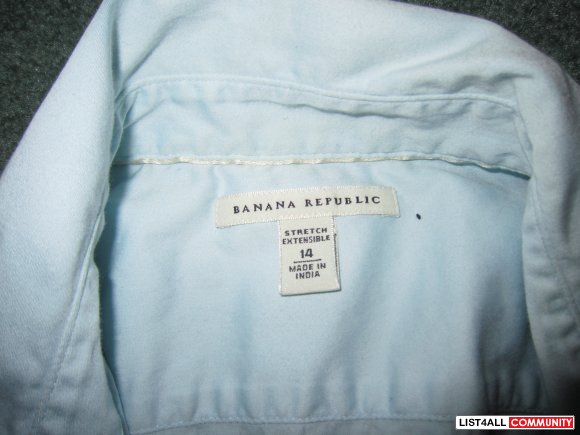 BANANA REPUBLIC
STRETCH
EXTENSIBLE
14
MADE IN
INDIA
LIST4ALL COMMUNITY